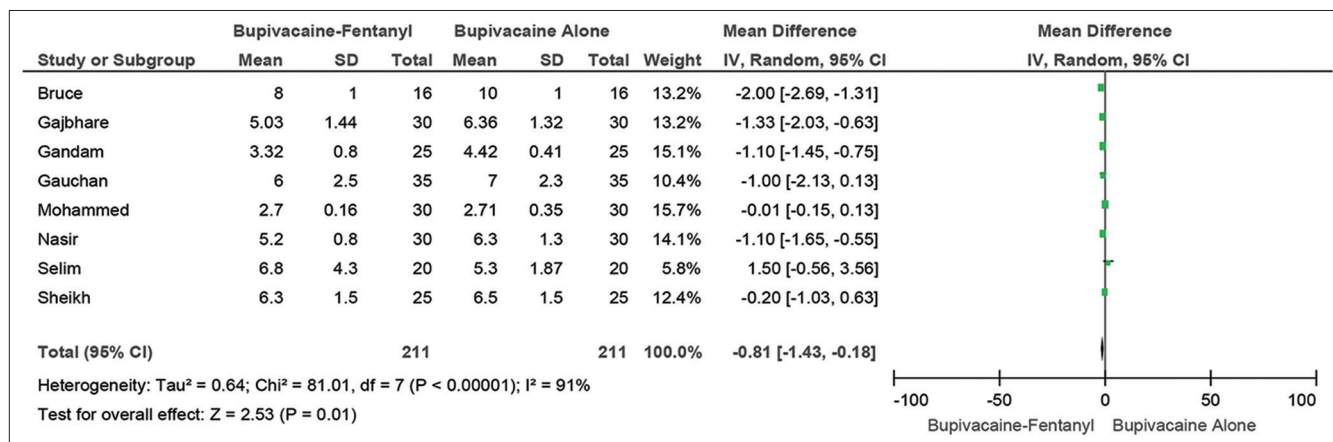 Bupivacaine-Fentanyl Bupivacaine Alone Mean Difference Mean Difference
Study or Subgroup Mean SD Total Mean SD Total Weight IV, Random, 95% CI IV, Random, 95% CI
Bruce 8 1 16 10 1 16 13.2% -2.00 [-2.69, -1.31]
Gajbhare 5.03 1.44 30 6.36 1.32 30 13.2% -1.33 [-2.03, -0.63]
Gandam 3.32 0.8 25 4.42 0.41 25 15.1% -1.10 [-1.45, -0.75]
Gauchan 6 2.5 35 7 2.3 35 10.4% -1.00 [-2.13, 0.13]
Mohammed 2.7 0.16 30 2.71 0.35 30 15.7% -0.01 [-0.15, 0.13]
Nasir 5.2 0.8 30 6.3 1.3 30 14.1% -1.10 [-1.65, -0.55]
Selim 6.8 4.3 20 5.3 1.87 20 5.8% 1.50 [-0.56, 3.56]
Sheikh 6.3 1.5 25 6.5 1.5 25 12.4% -0.20 [-1.03, 0.63]
Total (95% CI) 211 211 100.0% -0.81 [-1.43, -0.18]
Heterogeneity: Tau² = 0.64; Chi² = 81.01, df = 7 (P < 0.00001); I² = 91%
Test for overall effect: Z = 2.53 (P = 0.01)
-100 -50 0 50 100
Bupivacaine-Fentanyl Bupivacaine Alone